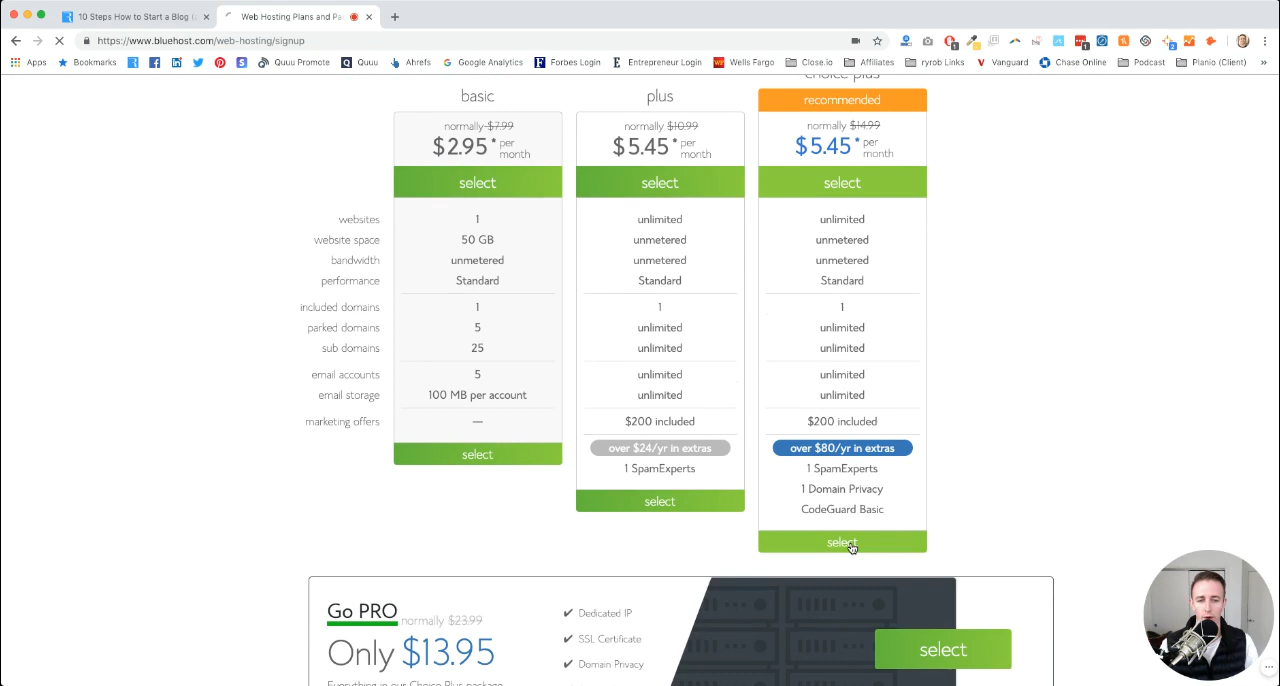 10 Steps How to Start a Blog (
Web Hosting Plans and Pa
https://www.bluehost.com/web-hosting/signup
Apps Bookmarks Quuu Promote Quuu Ahrefs Google Analytics Forbes Login Entrepreneur Login Wells Fargo Close.io Affiliates ryrob Links Vanguard Chase Online Podcast Planio (Client) »
choice plus
basic plus recommended
normally $7.99 normally $10.99 normally $14.99
$2.95* per month $5.45* per month $5.45* per month
select select select
websites 1 unlimited unlimited
website space 50 GB unmetered unmetered
bandwidth unmetered unmetered unmetered
performance Standard Standard Standard
included domains 1 1 1
parked domains 5 unlimited unlimited
sub domains 25 unlimited unlimited
email accounts 5 unlimited unlimited
email storage 100 MB per account unlimited unlimited
marketing offers — $200 included $200 included
select over $24/yr in extras over $80/yr in extras
1 SpamExperts 1 SpamExperts
1 Domain Privacy
select CodeGuard Basic
select
Go PRO normally $23.99
Only $13.95
Everything in our Choice Plus package
✔ Dedicated IP
✔ SSL Certificate
✔ Domain Privacy
select